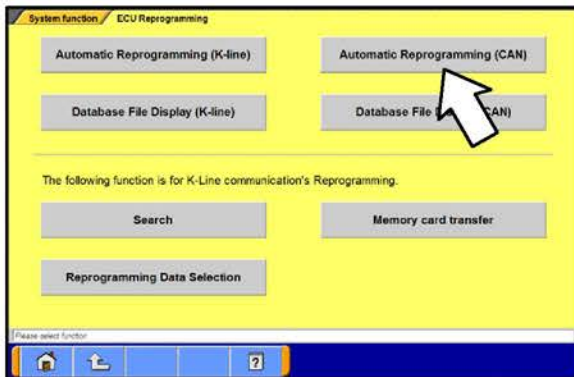 System function ECU Reprogramming
Automatic Reprogramming (K-line) Automatic Reprogramming (CAN)
Database File Display (K-line) Database File (CAN)
The following function is for K-Line communication's Reprogramming.
Search Memory card transfer
Reprogramming Data Selection
Please select function
?